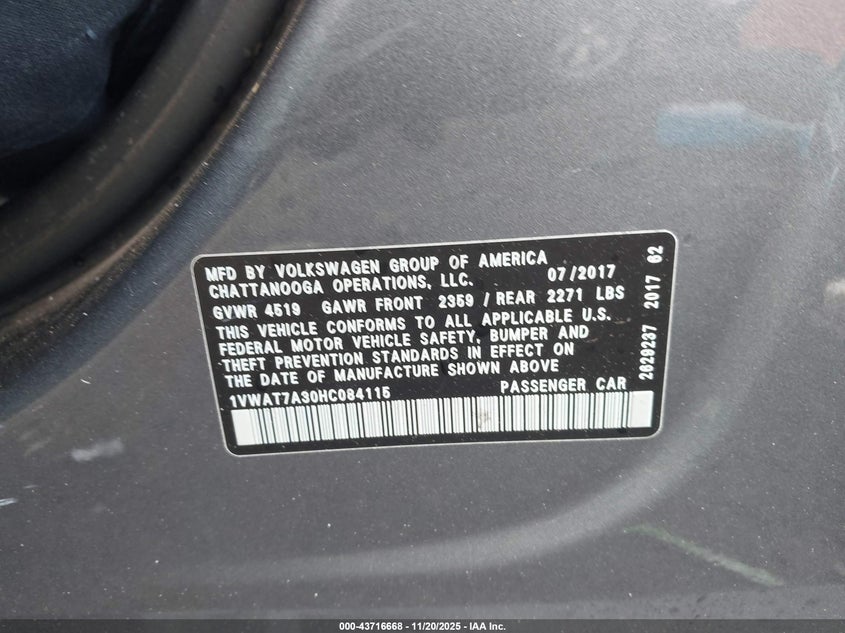 MFD BY VOLKSWAGEN GROUP OF AMERICA
CHATTANOOGA OPERATIONS, LLC. 07/2017
GVWR 4519 GAWR FRONT 2359 / REAR 2271 LBS
THIS VEHICLE CONFORMS TO ALL APPLICABLE U.S.
FEDERAL MOTOR VEHICLE SAFETY, BUMPER AND
THEFT PREVENTION STANDARDS IN EFFECT ON
THE DATE OF MANUFACTURE SHOWN ABOVE
1VWAT7A30HC084115 PASSENGER CAR
2629237 2017 62
000-43716668 - 11/20/2025 - IAA Inc.